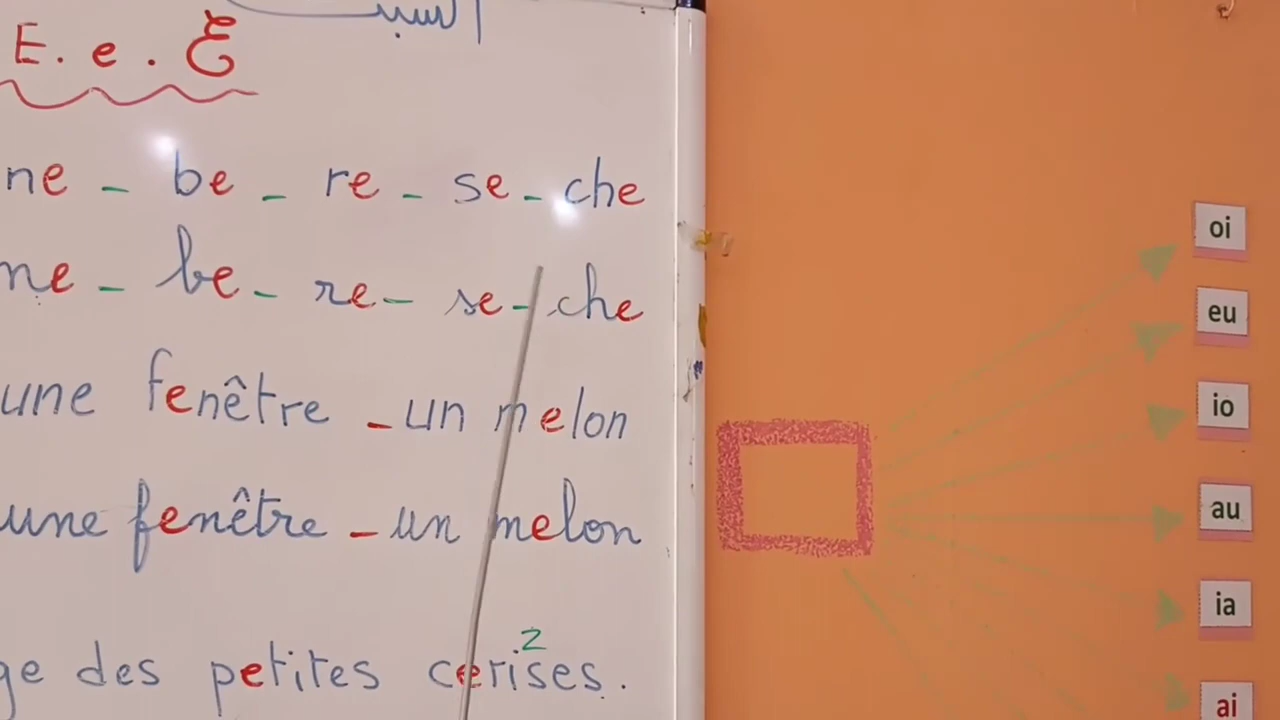 E. e. ℰ
ne - be - re - se - che
ne - be - re - se - che
une fenêtre - un melon
une fenêtre - un melon
z
ge des petites cerises.
oi
eu
io
au
ia
ai